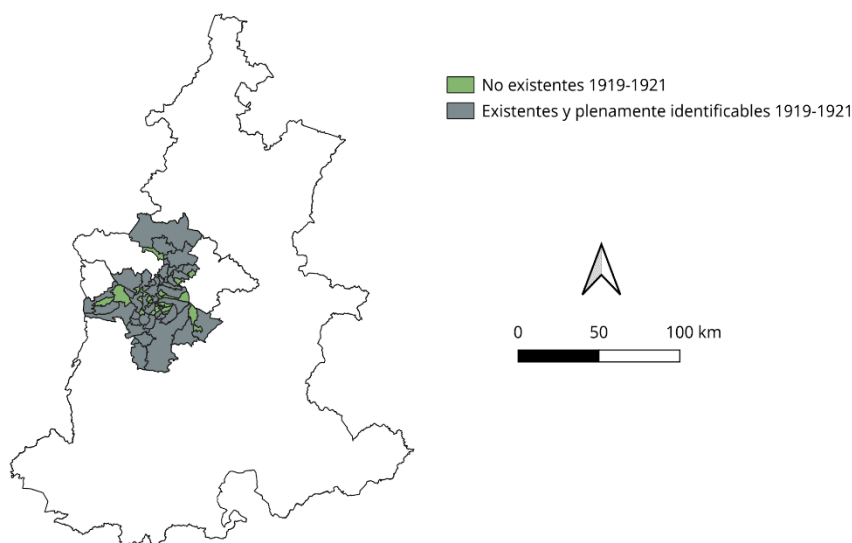 No existentes 1919-1921
Existentes y plenamente identificables 1919-1921
0 50 100 km